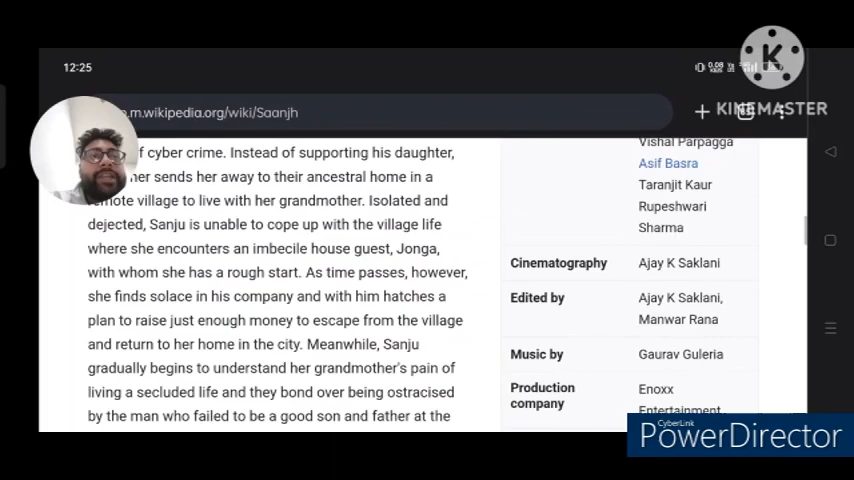 12:25
0.08
KINEMASTER
.m.wikipedia.org/wiki/Saanjh
f cyber crime. Instead of supporting his daughter,
her sends her away to their ancestral home in a
remote village to live with her grandmother. Isolated and
dejected, Sanju is unable to cope up with the village life
where she encounters an imbecile house guest, Jonga,
with whom she has a rough start. As time passes, however,
she finds solace in his company and with him hatches a
plan to raise just enough money to escape from the village
and return to her home in the city. Meanwhile, Sanju
gradually begins to understand her grandmother's pain of
living a secluded life and they bond over being ostracised
by the man who failed to be a good son and father at the
Vishal Parpagga
Asif Basra
Taranjit Kaur
Rupeshwari
Sharma
Cinematography Ajay K Saklani
Edited by Ajay K Saklani,
Manwar Rana
Music by Gaurav Guleria
Production
company
Enoxx
Entertainment,
CyberLink
PowerDirector